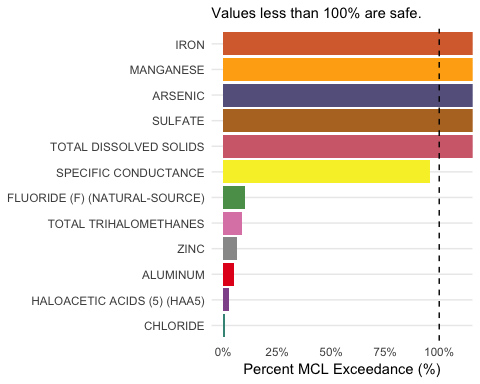 Values less than 100% are safe.
IRON
MANGANESE
ARSENIC
SULFATE
TOTAL DISSOLVED SOLIDS
SPECIFIC CONDUCTANCE
FLUORIDE (F) (NATURAL-SOURCE)
TOTAL TRIHALOMETHANES
ZINC
ALUMINUM
HALOACETIC ACIDS (5) (HAA5)
CHLORIDE
0% 25% 50% 75% 100%
Percent MCL Exceedance (%)